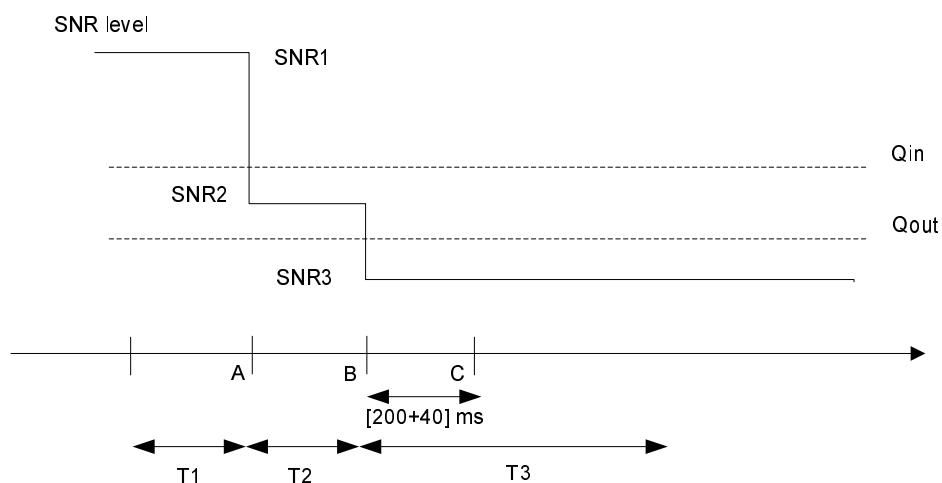 SNR level
SNR1
Qin
SNR2
Qout
SNR3
A
B
C
[200+40] ms
T1
T2
T3